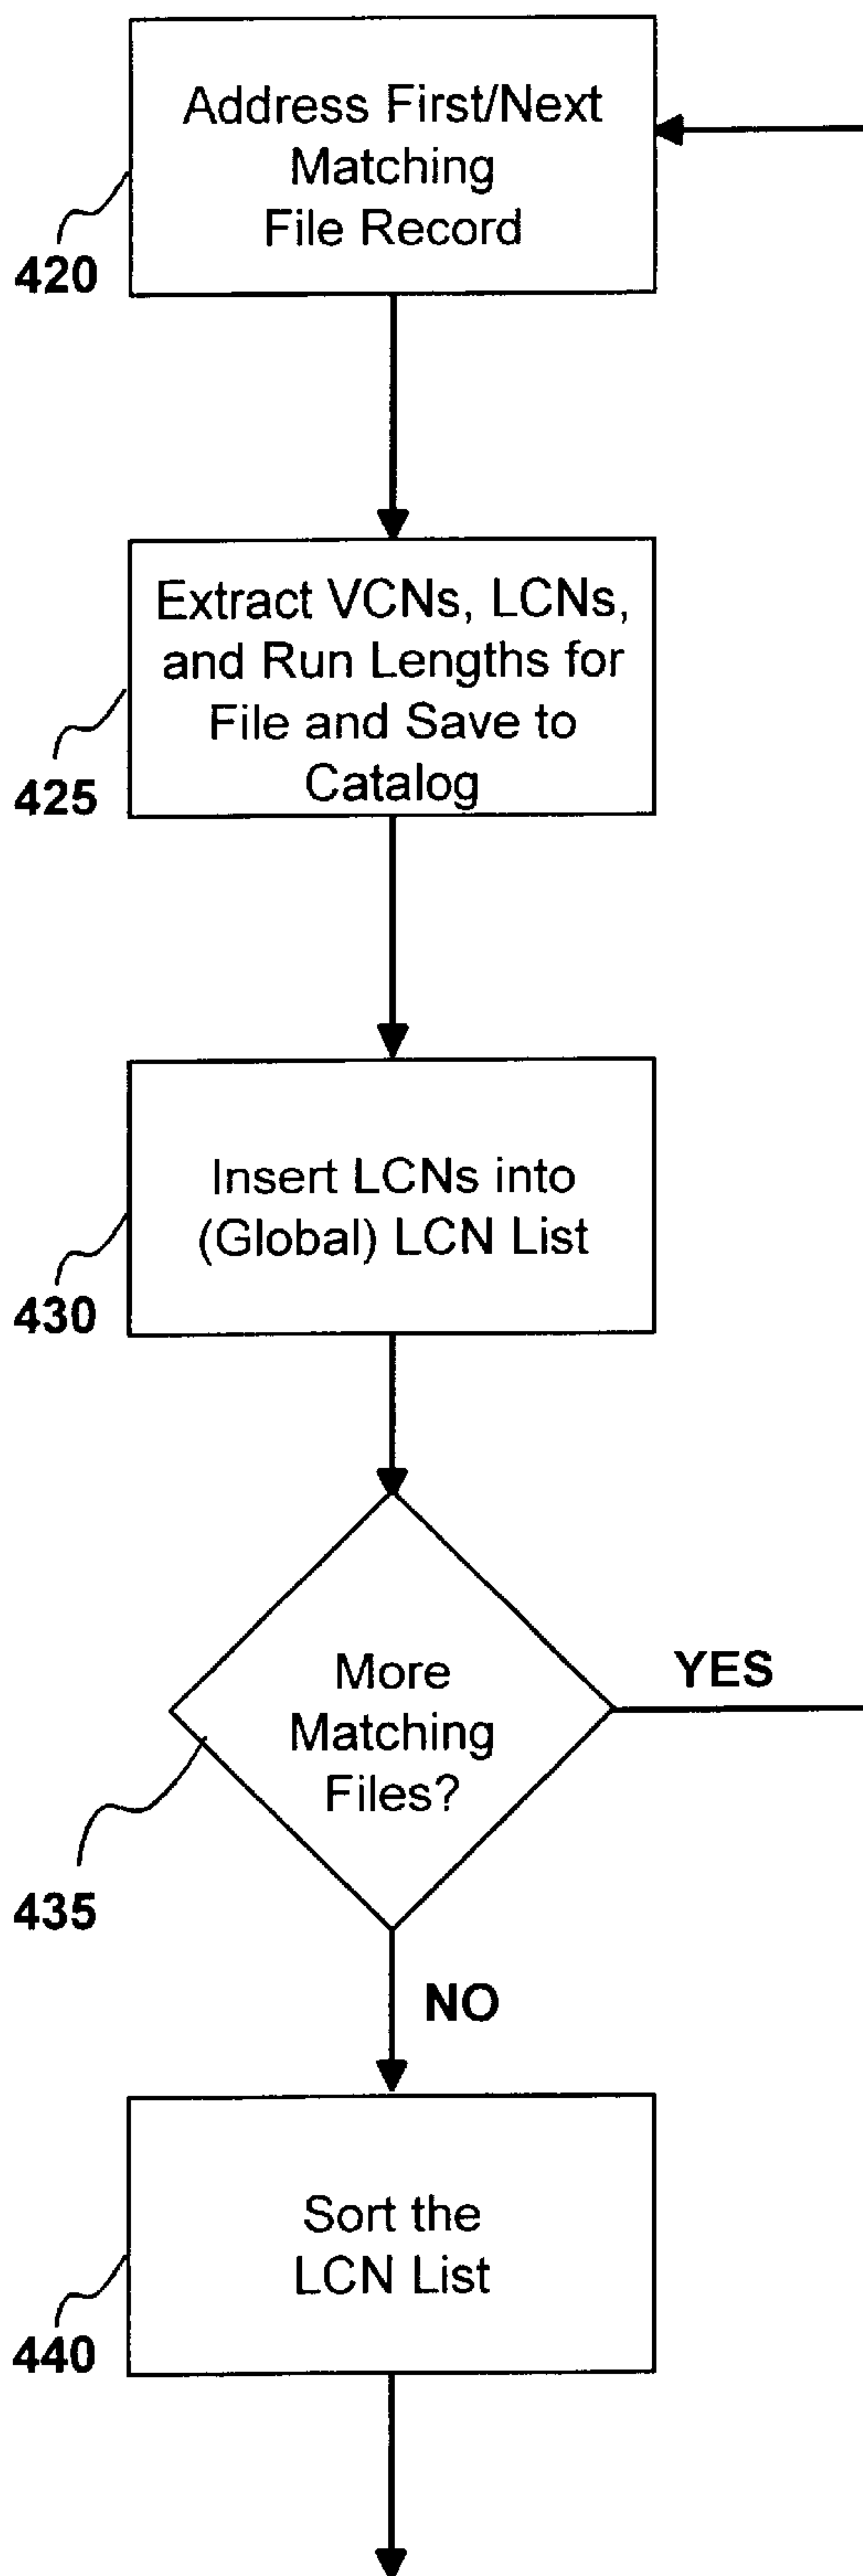 Address First/Next
Matching
File Record
420
Extract VCNs, LCNs,
and Run Lengths for
File and Save to
Catalog
425
Insert LCNs into
(Global) LCN List
430
More
Matching
Files?
YES
435
NO
Sort the
LCN List
440